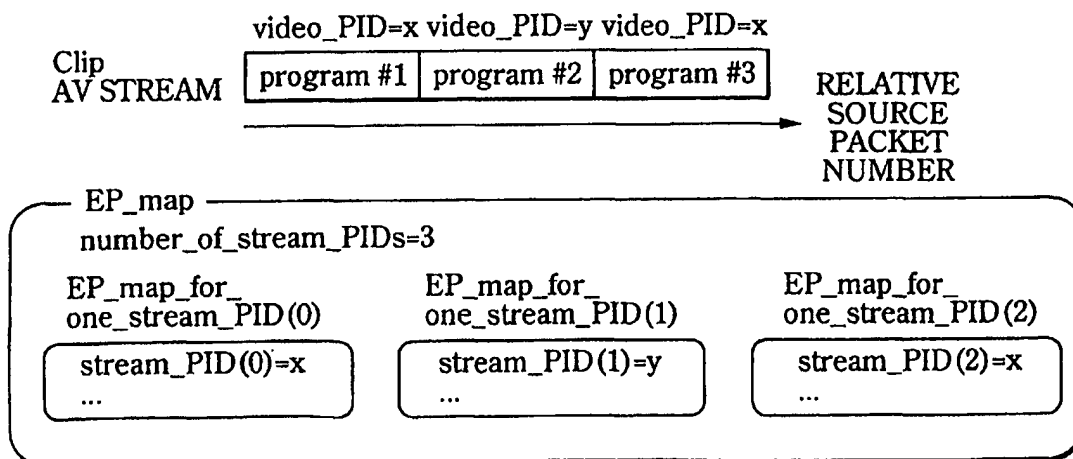 video_PID=x video_PID=y video_PID=x
Clip
AV STREAM
program #1 program #2 program #3
RELATIVE
SOURCE
PACKET
NUMBER
EP_map
number_of_stream_PIDs=3
EP_map_for_
one_stream_PID(0)
stream_PID(0)=x
...
EP_map_for_
one_stream_PID(1)
stream_PID(1)=y
...
EP_map_for_
one_stream_PID(2)
stream_PID(2)=x
...